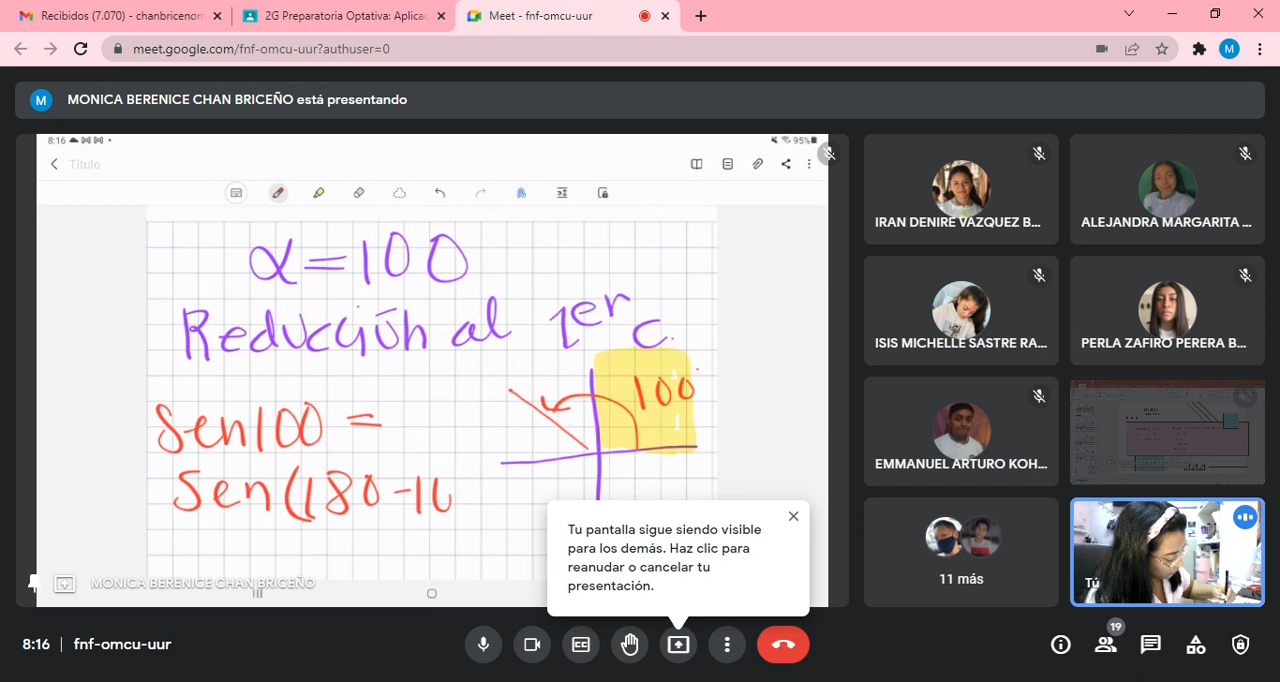 Recibidos (7.070) - chanbricenom
2G Preparatoria Optativa: Aplicac
Meet - fnf-omcu-uur
meet.google.com/fnf-omcu-uur?authuser=0
M
M
MONICA BERENICE CHAN BRICEÑO está presentando
8:16
95%
Título
α=100
Reducción al 1er c.
100°
Sen100 =
Sen(180-10
MONICA BERENICE CHAN BRICEÑO
IRAN DENIRE VAZQUEZ B...
ALEJANDRA MARGARITA ...
ISIS MICHELLE SASTRE RA...
PERLA ZAFIRO PERERA B...
EMMANUEL ARTURO KOH...
11 más
Tú
Tu pantalla sigue siendo visible
para los demás. Haz clic para
reanudar o cancelar tu
presentación.
8:16
fnf-omcu-uur
19